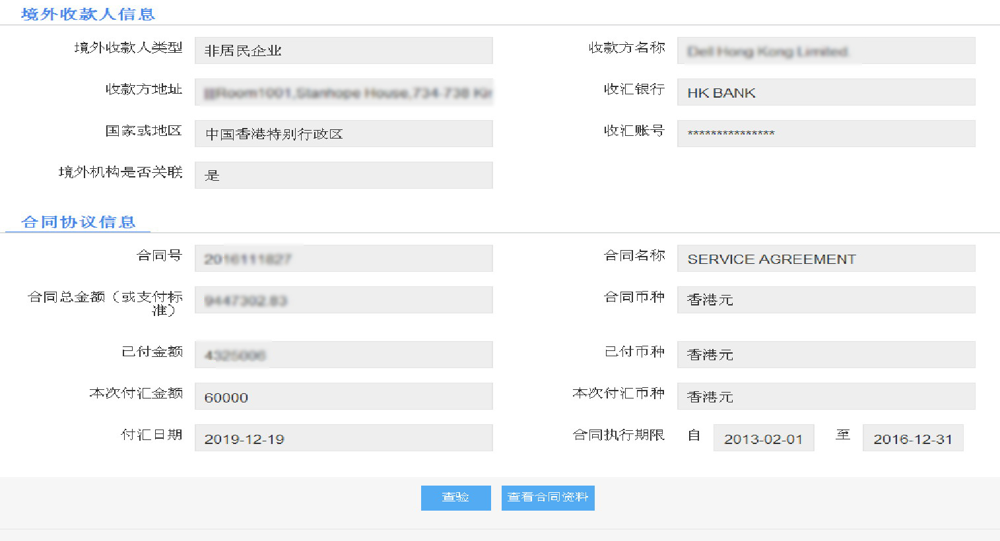 境外收款人信息
境外收款人类型 非居民企业 收款方名称 Dell Hong Kong Limited.
收款方地址 Room1001,Stanhope House,734-738 收汇银行 HK BANK
国家或地区 中国香港特别行政区 收汇账号 ***************
境外机构是否关联 是
合同协议信息
合同号 2016111827 合同名称 SERVICE AGREEMENT
合同总金额（或支付标 9447302.83 合同币种 香港元
准）
已付金额 4325006 已付币种 香港元
本次付汇金额 60000 本次付汇币种 香港元
付汇日期 2019-12-19 合同执行期限 自 2013-02-01 至 2016-12-31
查验 查看合同资料